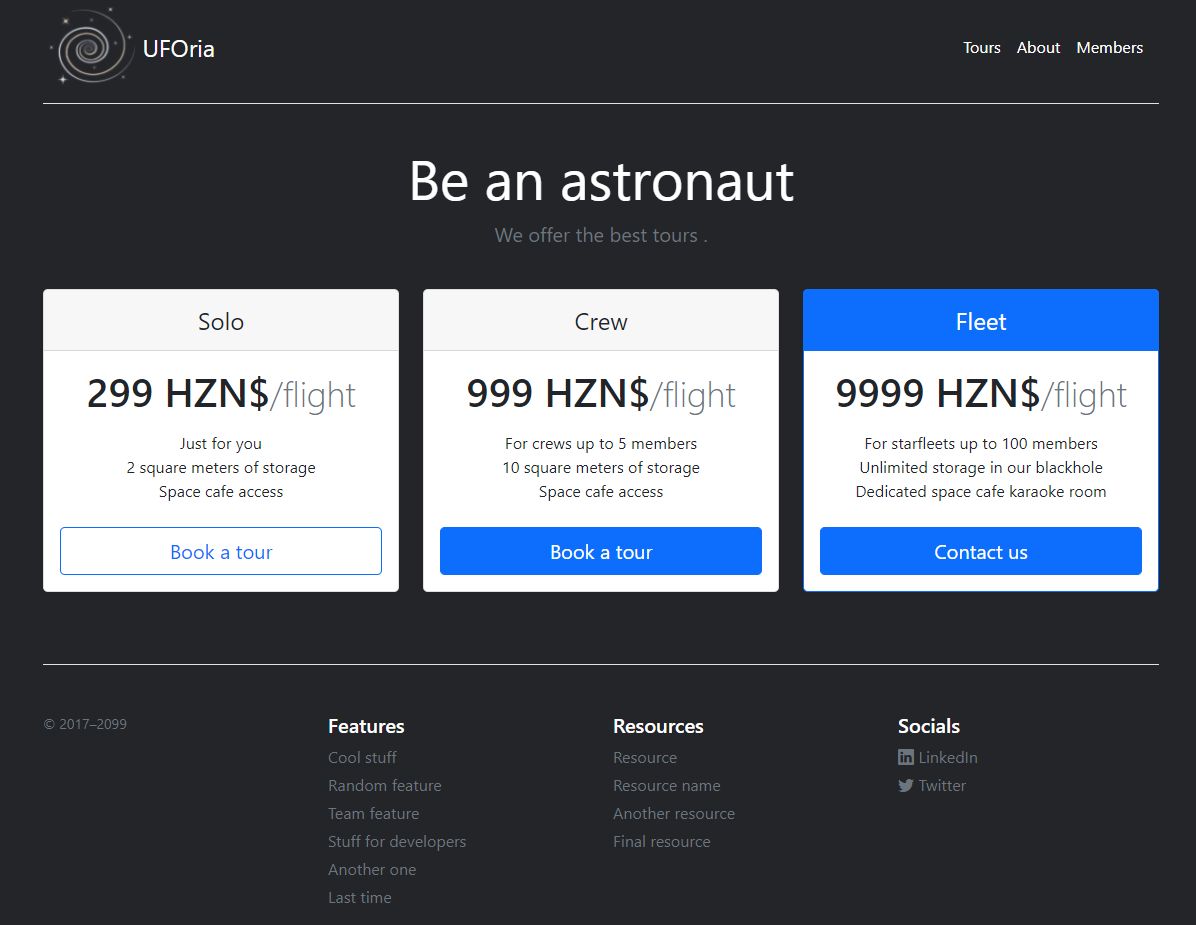 UFOria
Tours About Members
Be an astronaut
We offer the best tours .
Solo
299 HZN$/flight
Just for you
2 square meters of storage
Space cafe access
Book a tour
Crew
999 HZN$/flight
For crews up to 5 members
10 square meters of storage
Space cafe access
Book a tour
Fleet
9999 HZN$/flight
For starfleets up to 100 members
Unlimited storage in our blackhole
Dedicated space cafe karaoke room
Contact us
© 2017–2099
Features
Cool stuff
Random feature
Team feature
Stuff for developers
Another one
Last time
Resources
Resource
Resource name
Another resource
Final resource
Socials
LinkedIn
Twitter